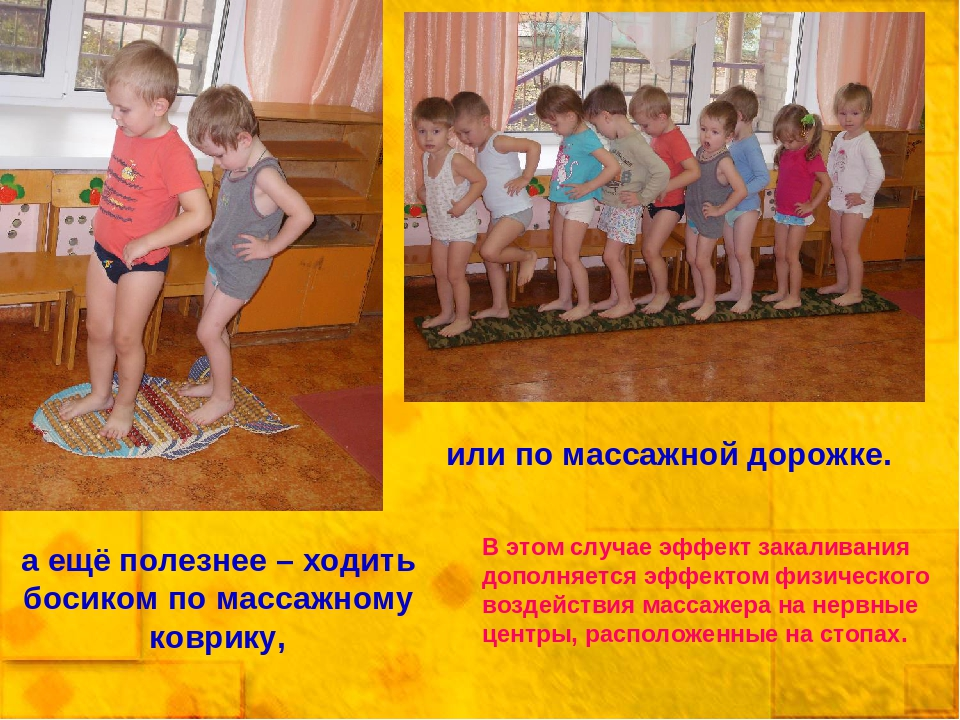 а ещё полезнее – ходить
босиком по массажному
коврику,
или по массажной дорожке.
В этом случае эффект закаливания
дополняется эффектом физического
воздействия массажера на нервные
центры, расположенные на стопах.